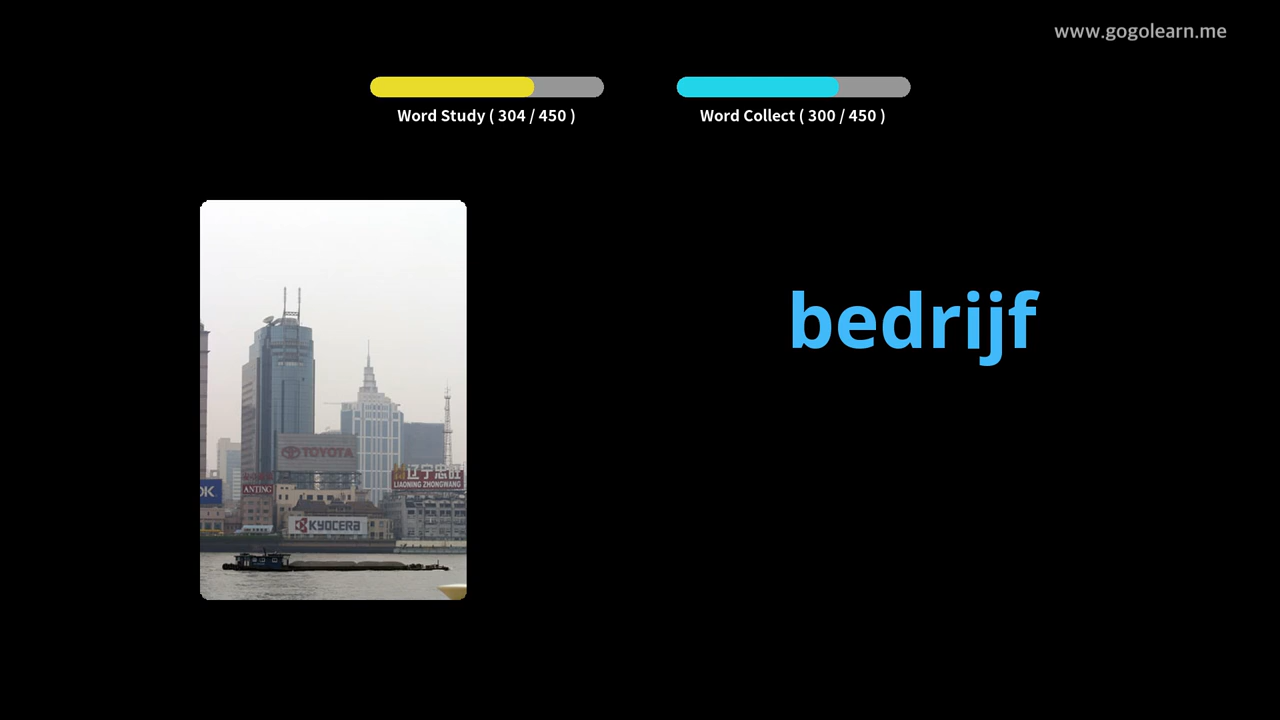 www.gogolearn.me
Word Study ( 304 / 450 )
Word Collect ( 300 / 450 )
bedrijf
TOYOTA
辽宁忠旺
LIAONING ZHONGWANG
OK
ANTING
KYOCERA